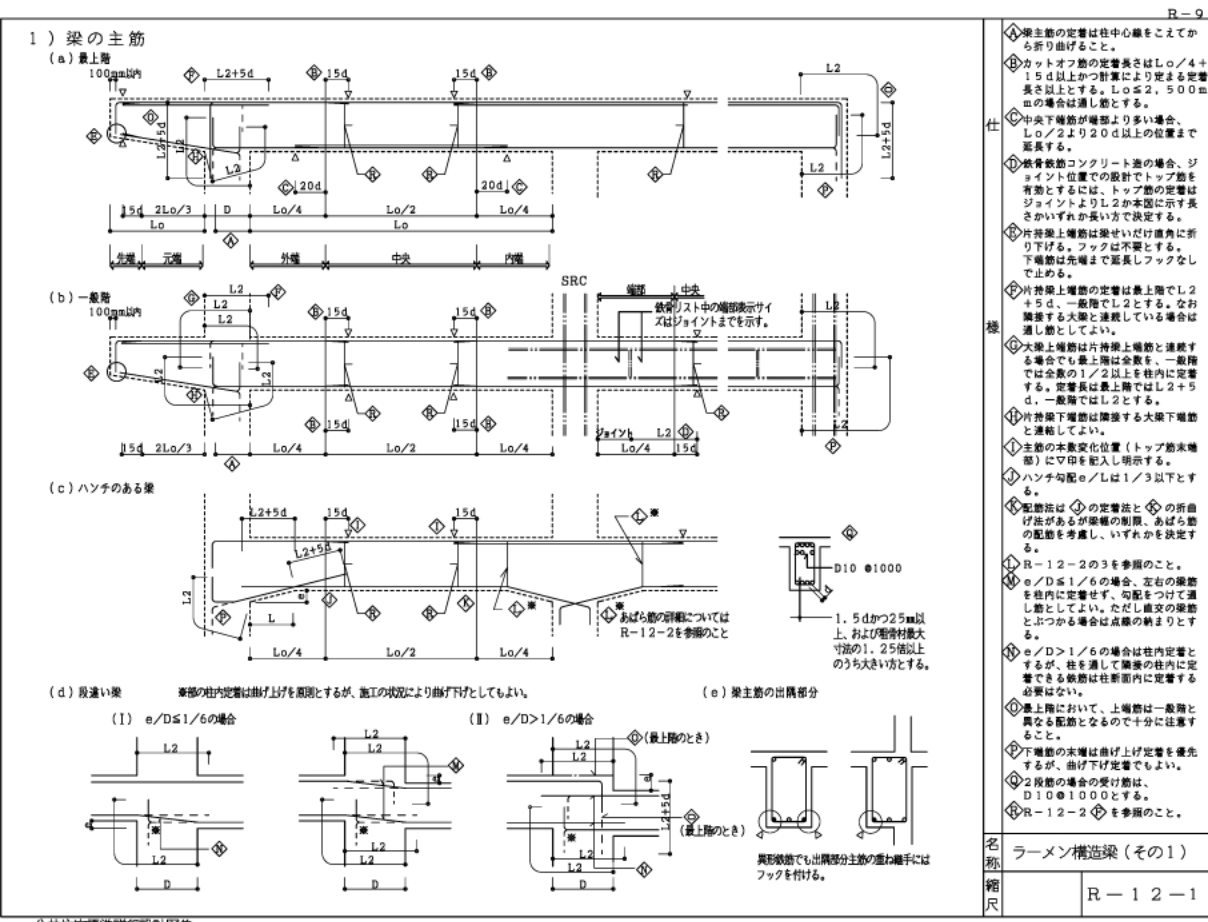 R－9
1）梁の主筋
(a)最上階
100mm以内
Ⓕ L2+5d
Ⓑ 15d
15d Ⓑ
L2
Ⓞ
Ⓔ
Ⓞ
L2+5d
L2
Ⓗ
L2
L2+5d
L2
Ⓡ
Ⓡ
Ⓡ
Ⓟ
Ⓒ 20d
20d Ⓒ
15d 2Lo/3 D Lo/4 Lo/2 Lo/4
Lo
Ⓐ
Lo
先端 元端 外端 中央 内端
(b)一般階
100mm以内
Ⓖ L2 Ⓕ
L2
L2
Ⓑ 15d
15d Ⓑ
SRC
端部 中央
鉄骨リスト中の端部表示サイ
ズはジョイントまでを示す。
L2
Ⓔ
L2
Ⓗ
L2
L2
Ⓡ
Ⓡ
Ⓡ
Ⓑ 15d
15d Ⓑ
ジョイント L2 Ⓓ
L2
Ⓟ
15d 2Lo/3 Ⓐ Lo/4 Lo/2 Lo/4 Lo/4 15d
(c)ハンチのある梁
L2+5d
15d Ⓘ
Ⓘ 15d
Ⓛ※
Ⓠ
L2+5d
D10 @1000
L2
e
Ⓟ
Ⓙ
Ⓡ
Ⓚ
Ⓛ※
Ⓛ※
L
d
あばら筋の詳細については
R－12－2を参照のこと
1．5dかつ25mm以
上、および粗骨材最大
寸法の1．25倍以上
のうち大きい方とする。
Lo/4 Lo/2 Lo/4
(d)段違い梁
※部の柱内定着は曲げ上げを原則とするが、施工の状況により曲げ下げとしてもよい。
(e)梁主筋の出隅部分
(Ⅰ) e/D≦1/6の場合
(Ⅱ) e/D>1/6の場合
L2
L2
L2
Ⓜ
e
L2
L2
Ⓞ(最上階のとき)
e
L2+5d
Ⓞ
(最上階のとき)
e
※
Ⓝ
L2
※
L2
※
L2
Ⓝ
D
D
D
異形鉄筋でも出隅部分主筋の重ね継手には
フックを付ける。
仕
様
Ⓐ梁主筋の定着は柱中心線をこえてか
ら折り曲げること。
Ⓑカットオフ筋の定着長さはLo／4＋
15d以上かつ計算により定まる定着
長さ以上とする。Lo≦2，500m
mの場合は通し筋とする。
Ⓒ中央下端筋が端部より多い場合、
Lo／2より20d以上の位置まで
延長する。
Ⓓ鉄骨鉄筋コンクリート造の場合、ジ
ョイント位置での設計でトップ筋を
有効とするには、トップ筋の定着は
ジョイントよりL2か本図に示す長
さかいずれか長い方で決定する。
Ⓔ片持梁上端筋は梁せいだけ直角に折
り下げる。フックは不要とする。
下端筋は先端まで延長しフックなし
で止める。
Ⓕ片持梁上端筋の定着は最上階でL2
＋5d、一般階でL2とする。なお
隣接する大梁と連続している場合は
通し筋としてよい。
Ⓖ大梁上端筋は片持梁上端筋と連続す
る場合でも最上階は全数を、一般階
では全数の1／2以上を柱内に定着
する。定着長は最上階ではL2＋5
d，一般階ではL2とする。
Ⓗ片持梁下端筋は隣接する大梁下端筋
と連結してよい。
Ⓘ主筋の本数変化位置（トップ筋末端
部）に▽印を記入し明示する。
Ⓙハンチ勾配e／Lは1／3以下とす
る。
Ⓚ配筋法はⒿの定着法とⓀの折曲
げ法があるが梁幅の制限、あばら筋
の配筋を考慮し、いずれかを決定す
る。
ⓁR－12－2の3を参照のこと。
Ⓜe／D≦1／6の場合、左右の梁筋
を柱内に定着せず、勾配をつけて通
し筋としてよい。ただし直交の梁筋
とぶつかる場合は点線の納まりとす
る。
Ⓝe／D＞1／6の場合は柱内定着と
するが、柱を通して隣接の柱内に定
着できる鉄筋は柱断面内に定着する
必要はない。
Ⓞ最上階において、上端筋は一般階と
異なる配筋となるので十分に注意す
ること。
Ⓟ下端筋の末端は曲げ上げ定着を優先
するが、曲げ下げ定着でもよい。
Ⓠ2段筋の場合の受け筋は、
D10@1000とする。
ⓇR－12－2Ⓟを参照のこと。
名称
ラーメン構造梁（その1）
縮尺
R－12－1